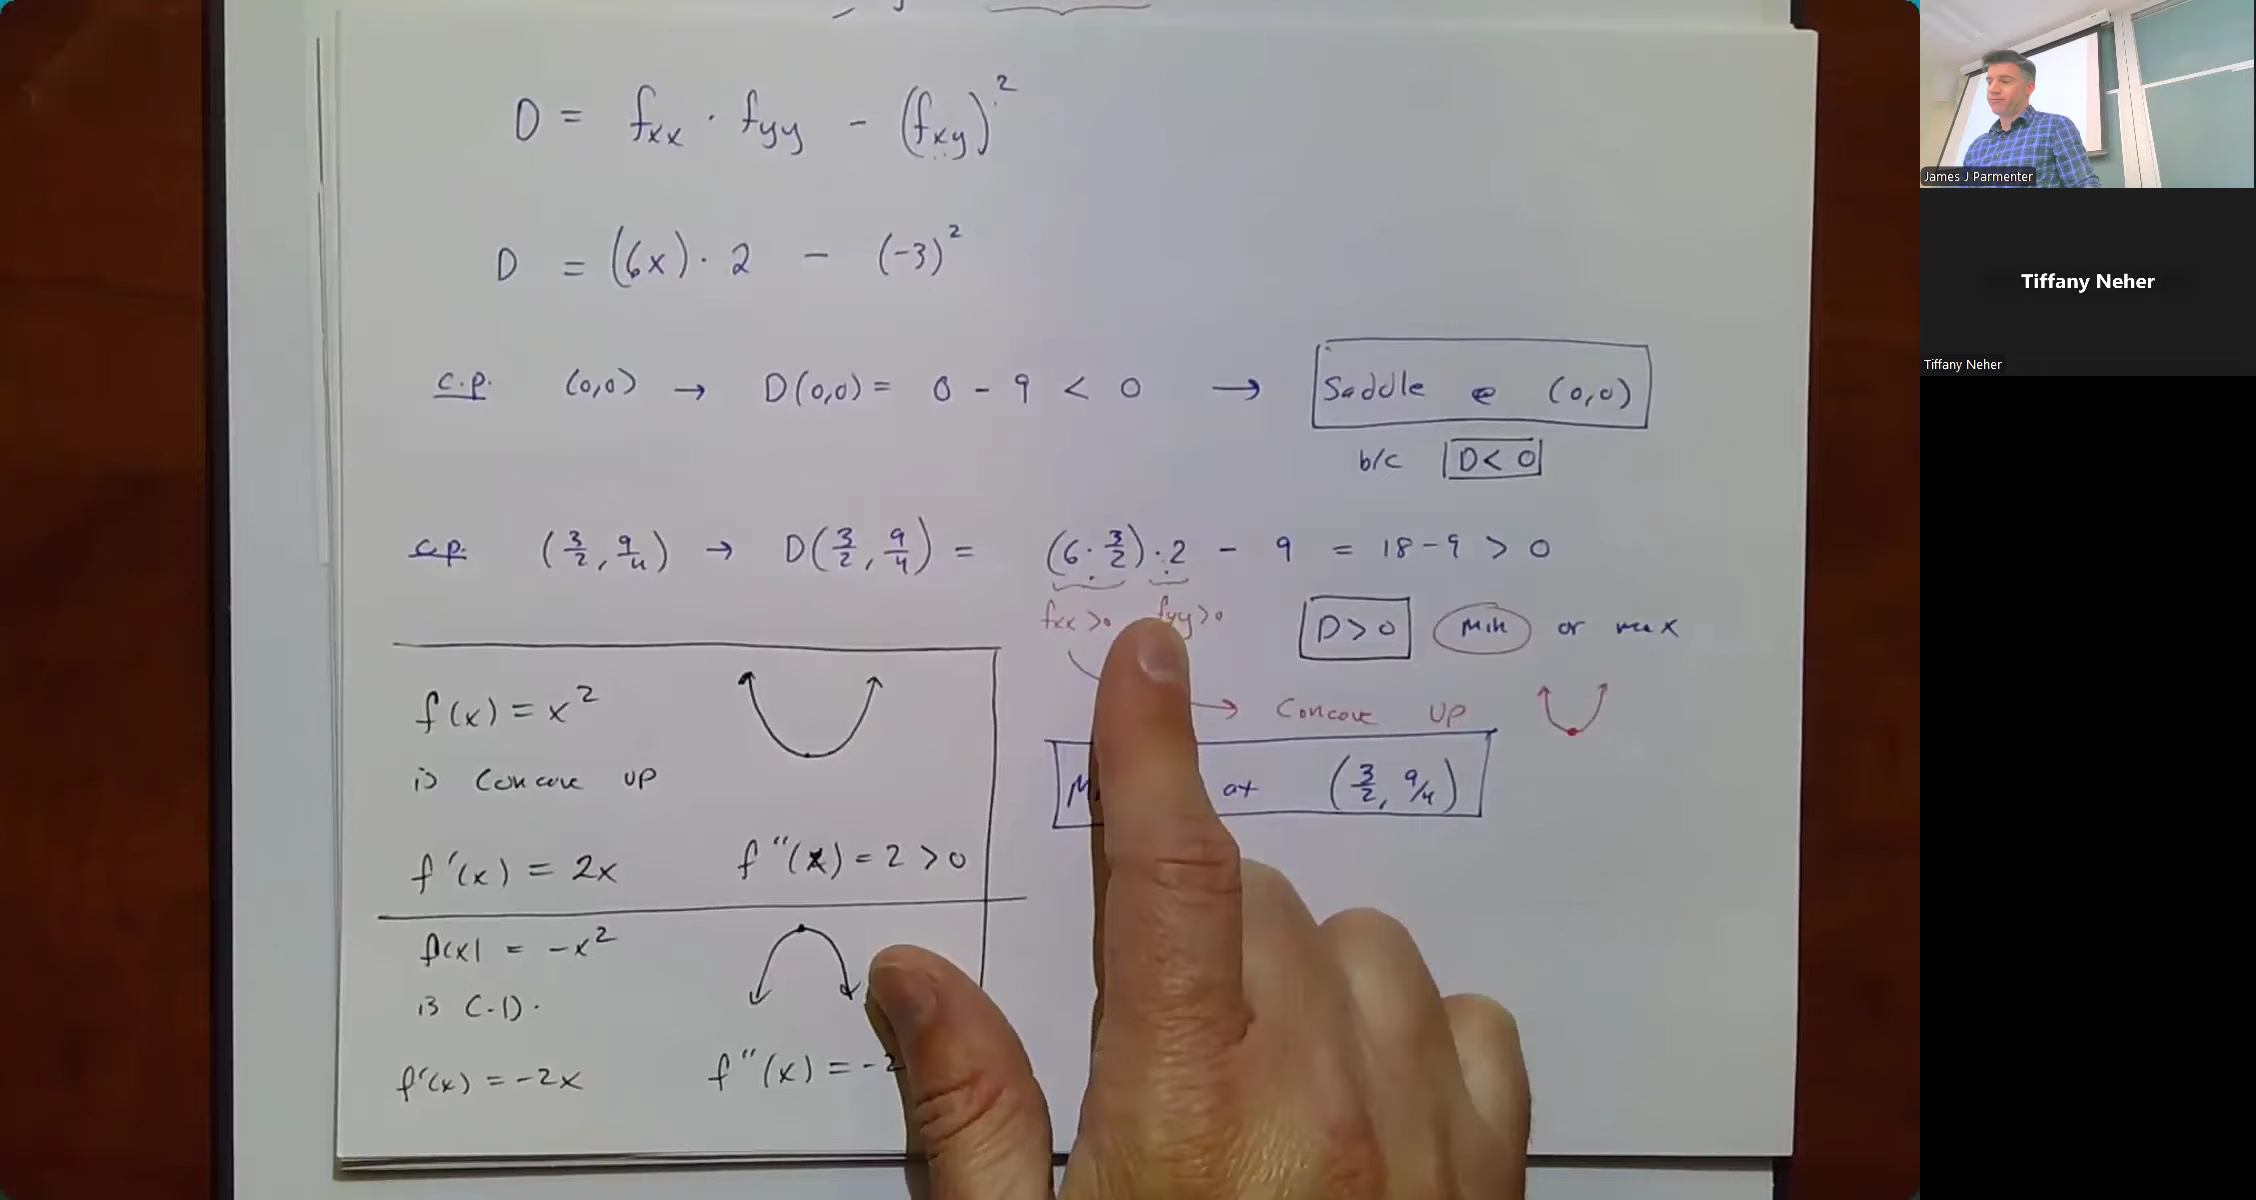 D = fxx · fyy - (fxy)²
D = (6x) · 2 - (-3)²
c.p. (0,0) → D(0,0) = 0 - 9 < 0 → Saddle @ (0,0)
b/c D < 0
c.p. (3/2, 9/4) → D(3/2, 9/4) = (6 · 3/2) · 2 - 9 = 18 - 9 > 0
fxx > 0 fyy > 0 D > 0 Min or max
→ Concave up
at (3/2, 9/4)
f(x) = x²
is Concave up
f'(x) = 2x f''(x) = 2 > 0
f(x) = -x²
is
f'(x) = -2x f''(x) = -2
James J Parmenter
Tiffany Neher
Tiffany Neher